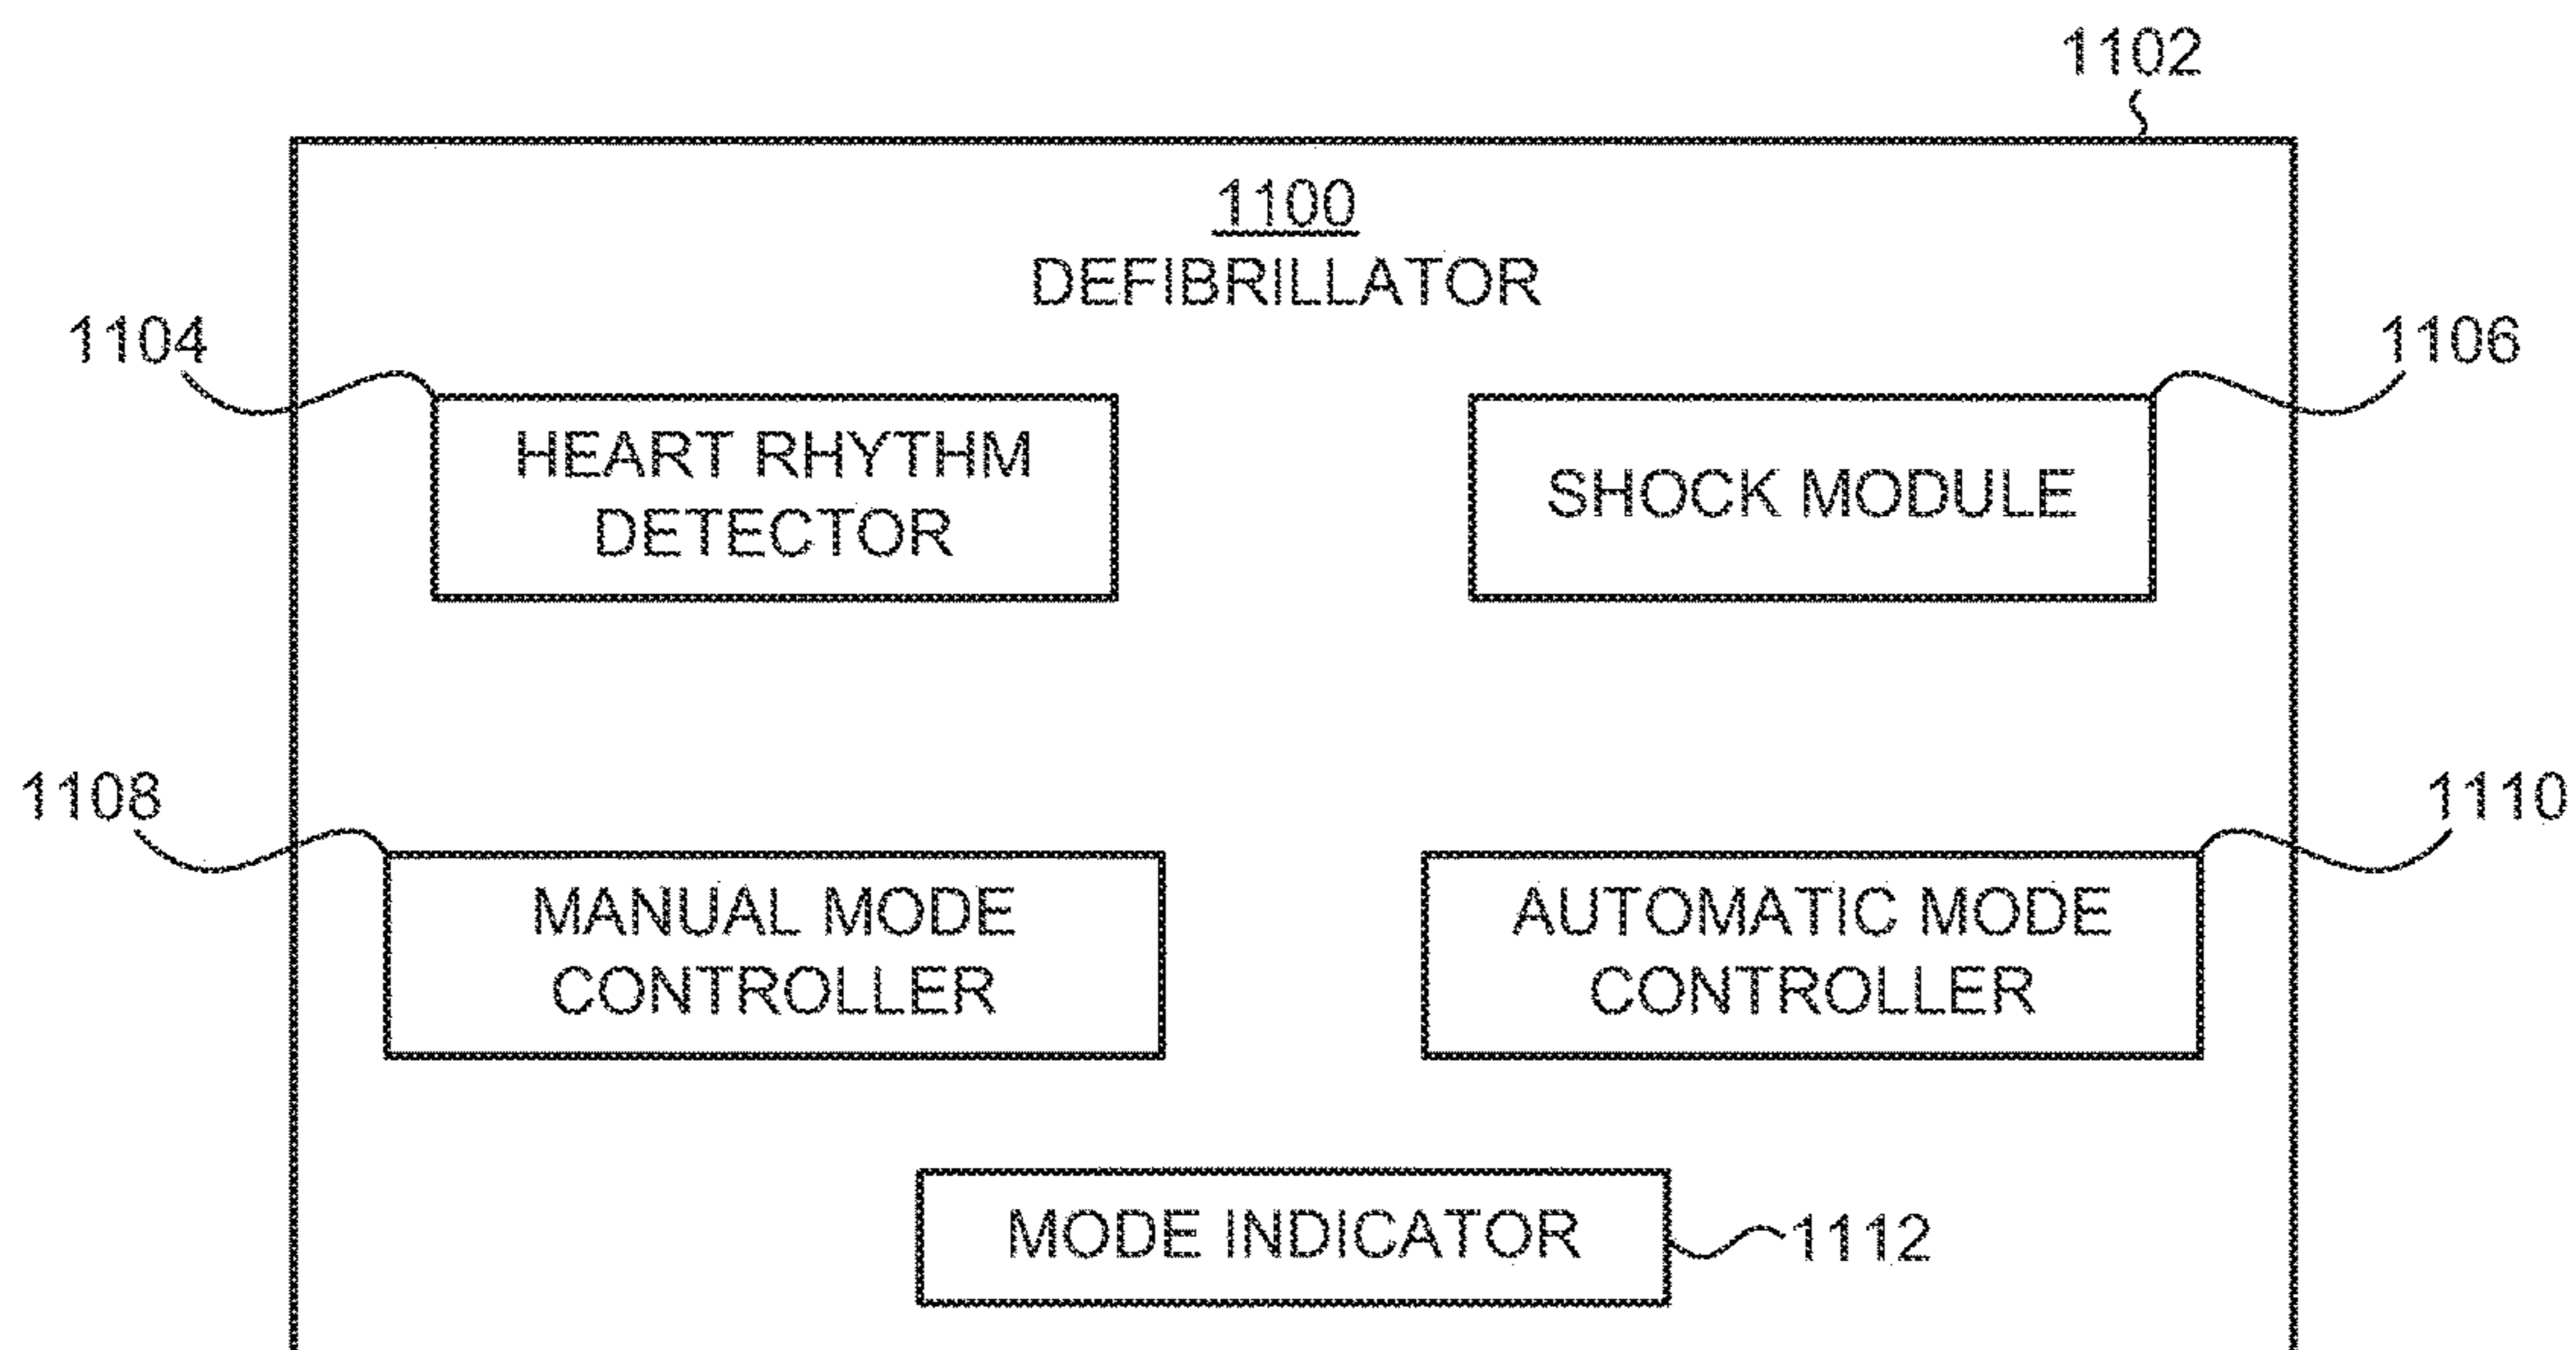 1102
1100
DEFIBRILLATOR
1104
1106
HEART RHYTHM
DETECTOR
SHOCK MODULE
1108
1110
MANUAL MODE
CONTROLLER
AUTOMATIC MODE
CONTROLLER
MODE INDICATOR
1112